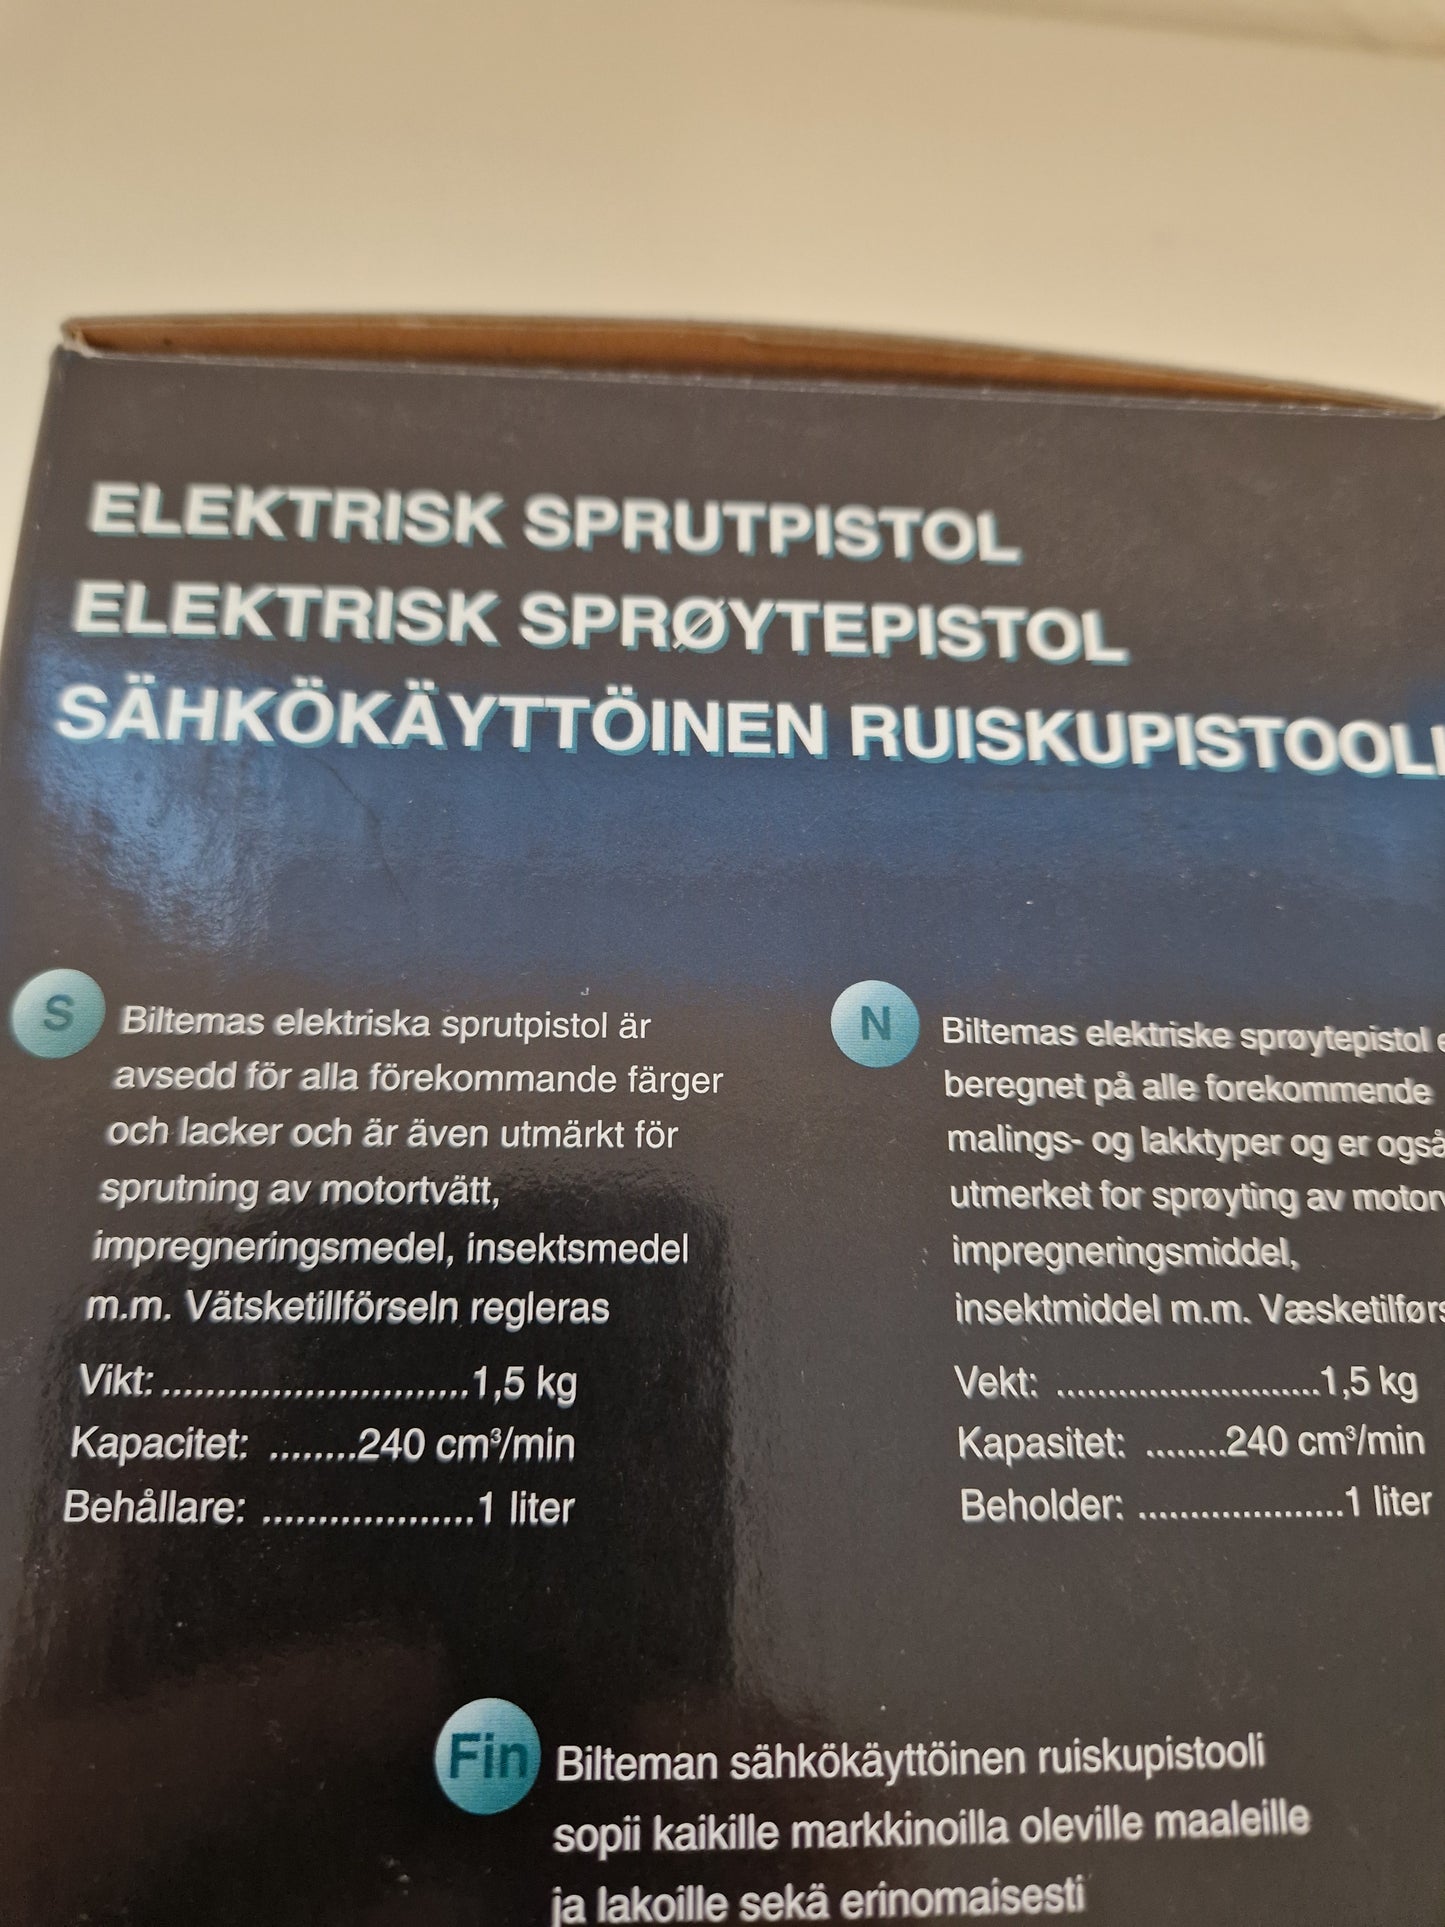 ELEKTRISK SPRUTPISTOL
ELEKTRISK SPRØYTEPISTOL
SÄHKÖKÄYTTÖINEN RUISKUPISTOOLI
S
Biltemas elektriska sprutpistol är
avsedd för alla förekommande färger
och lacker och är även utmärkt för
sprutning av motortvätt,
impregneringsmedel, insektsmedel
m.m. Vätsketillförseln regleras
Vikt:............................1,5 kg
Kapacitet: ........240 cm³/min
Behållare: ...................1 liter
N
Biltemas elektriske sprøytepistol
beregnet på alle forekommende
malings- og lakktyper og er også
utmerket for sprøyting av
impregneringsmiddel,
insektmiddel m.m.
Vekt: ..........................1,5 kg
Kapasitet: ........240 cm³/min
Beholder: ....................1 liter
Fin
Bilteman sähkökäyttöinen ruiskupistooli
sopii kaikille markkinoilla oleville maaleille
ja lakoille sekä erinomaisesti